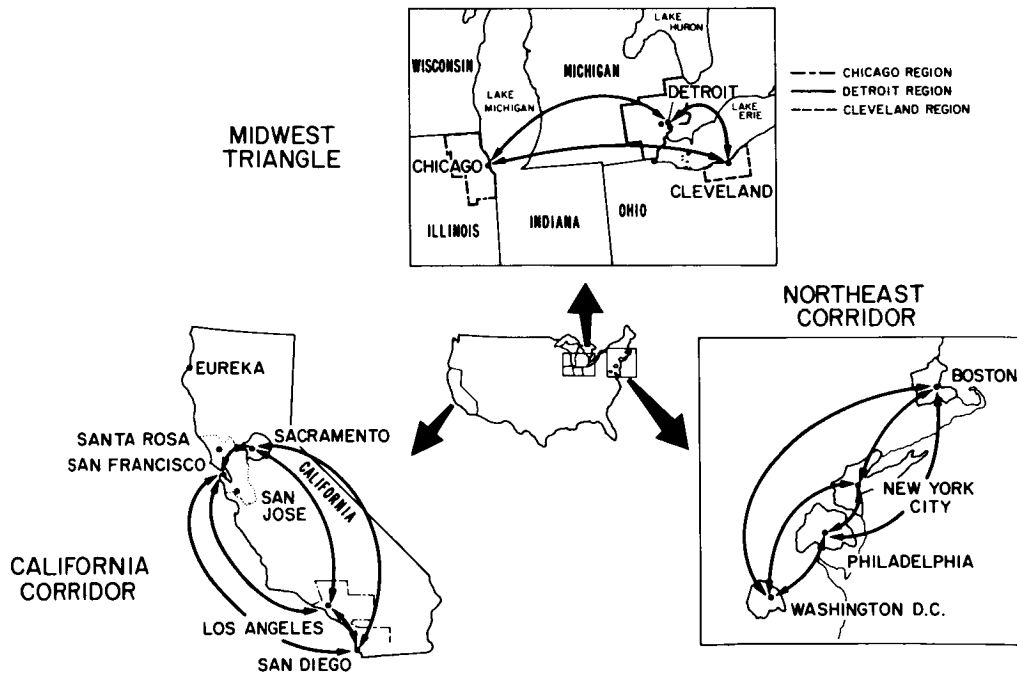 MIDWEST
TRIANGLE
LAKE
HURON
WISCONSIN
MICHIGAN
LAKE
MICHIGAN
DETROIT
LAKE
ERIE
CHICAGO
CLEVELAND
ILLINOIS
INDIANA
OHIO
CHICAGO REGION
DETROIT REGION
CLEVELAND REGION
NORTHEAST
CORRIDOR
BOSTON
NEW YORK
CITY
PHILADELPHIA
WASHINGTON D.C.
CALIFORNIA
CORRIDOR
EUREKA
SANTA ROSA
SACRAMENTO
SAN FRANCISCO
CALIFORNIA
SAN
JOSE
LOS ANGELES
SAN DIEGO